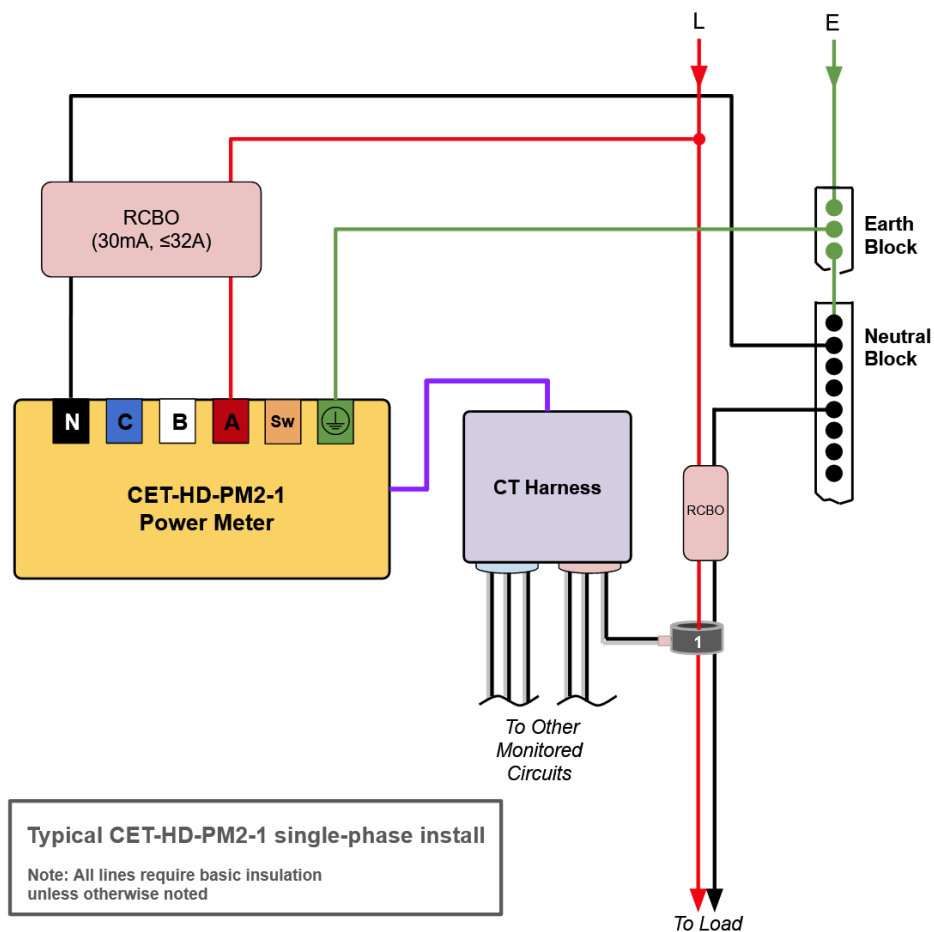 L
E
RCBO
(30mA, ≤32A)
Earth
Block
Neutral
Block
N
C
B
A
Sw
CET-HD-PM2-1
Power Meter
CT Harness
RCBO
1
To Other
Monitored
Circuits
Typical CET-HD-PM2-1 single-phase install
Note: All lines require basic insulation
unless otherwise noted
To Load